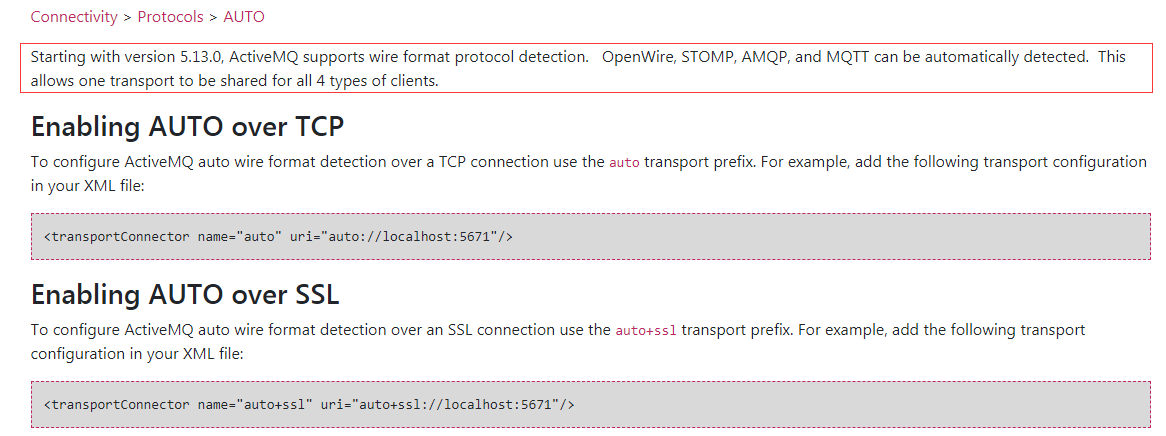 Connectivity > Protocols > AUTO
Starting with version 5.13.0, ActiveMQ supports wire format protocol detection.   OpenWire, STOMP, AMQP, and MQTT can be automatically detected.  This
allows one transport to be shared for all 4 types of clients.
Enabling AUTO over TCP
To configure ActiveMQ auto wire format detection over a TCP connection use the auto transport prefix. For example, add the following transport configuration
in your XML file:
<transportConnector name="auto" uri="auto://localhost:5671"/>
Enabling AUTO over SSL
To configure ActiveMQ auto wire format detection over an SSL connection use the auto+ssl transport prefix. For example, add the following transport
configuration in your XML file:
<transportConnector name="auto+ssl" uri="auto+ssl://localhost:5671"/>